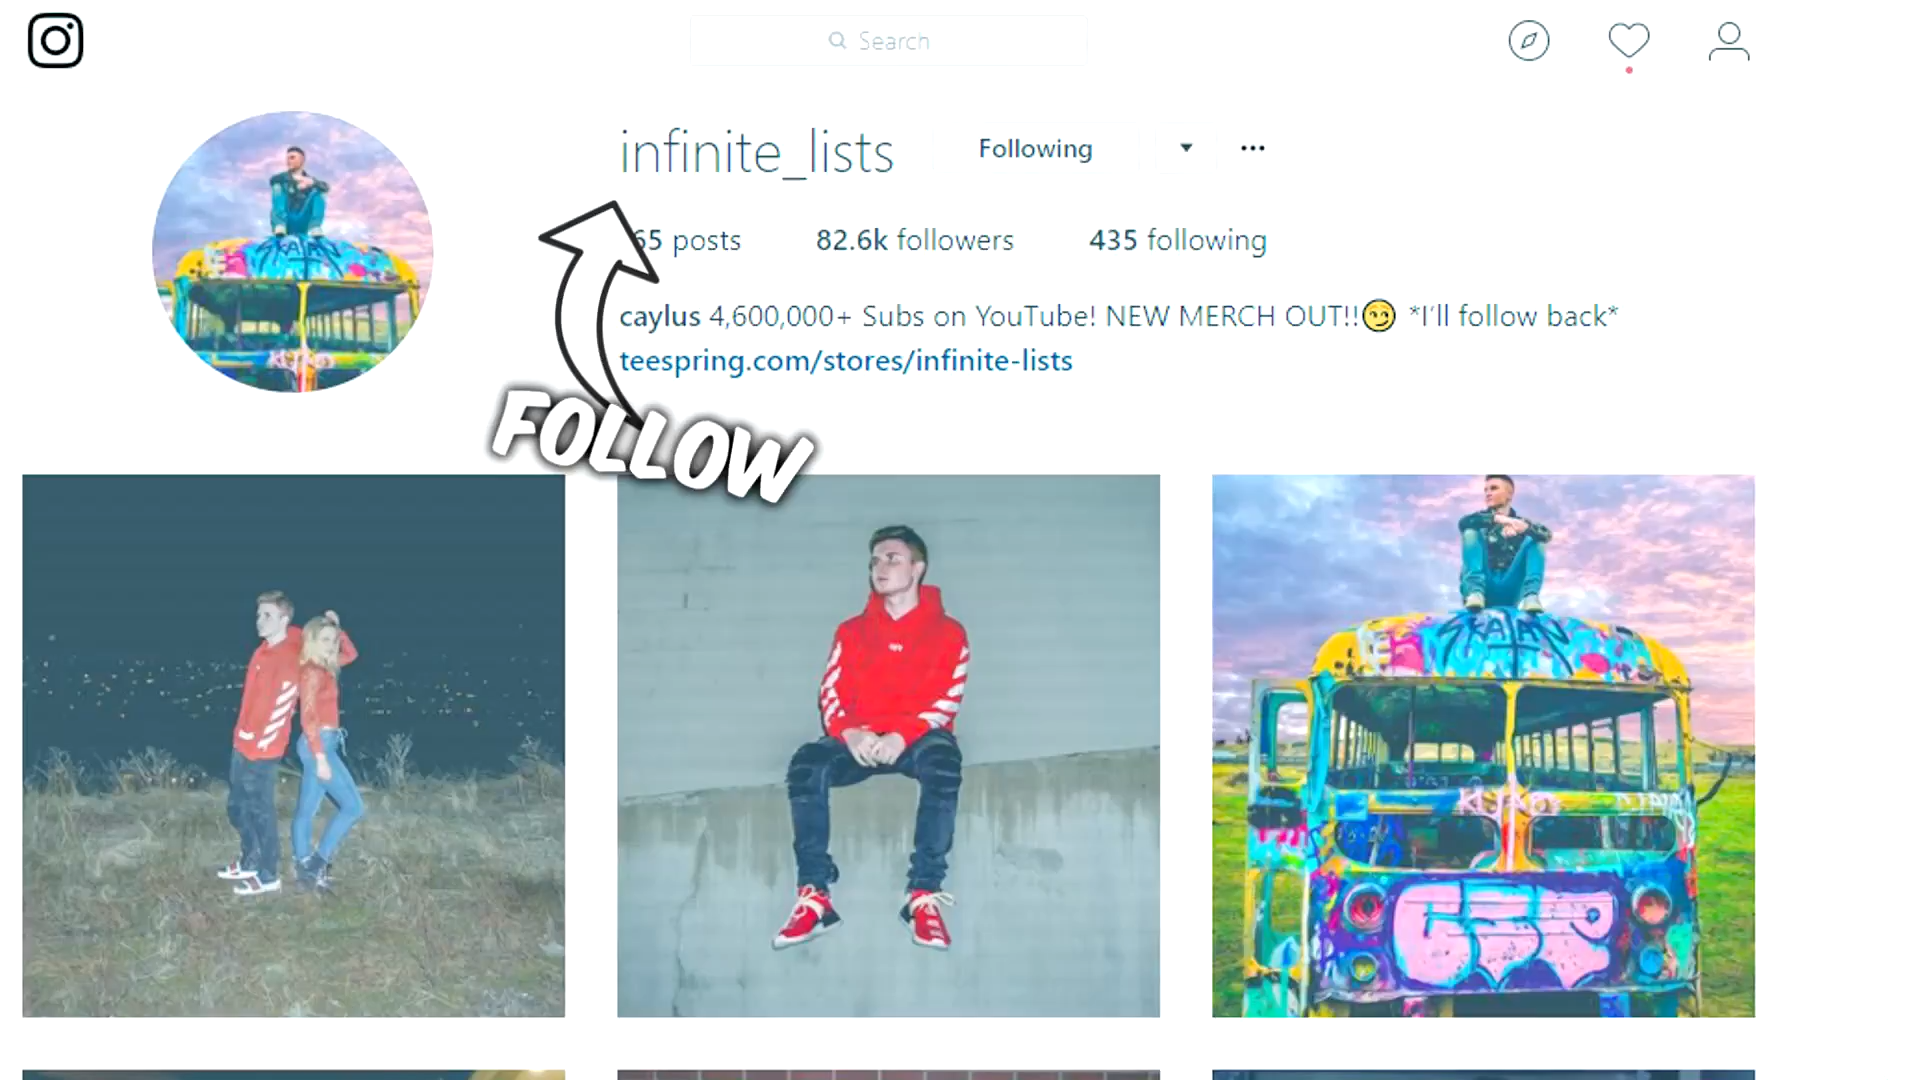 Search
infinite_lists Following
65 posts 82.6k followers 435 following
caylus 4,600,000+ Subs on YouTube! NEW MERCH OUT!!😏 *I'll follow back*
teespring.com/stores/infinite-lists
FOLLOW